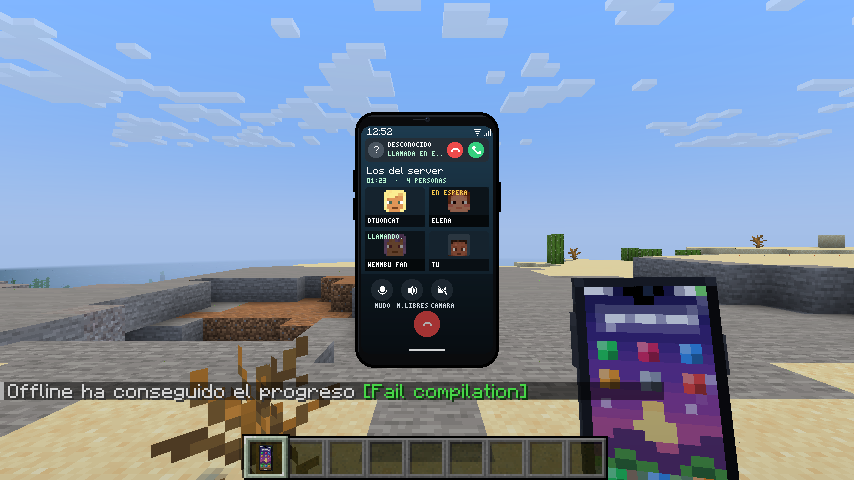 12:52
DESCONOCIDO
LLAMADA EN E..
?
Los del server
01:23 · 4 PERSONAS
DTUONCAT
EN ESPERA
ELENA
LLAMANDO..
WEMMBU FAN
TU
MUDO M.LIBRES CAMARA
Offline ha conseguido el progreso [Fail compilation]